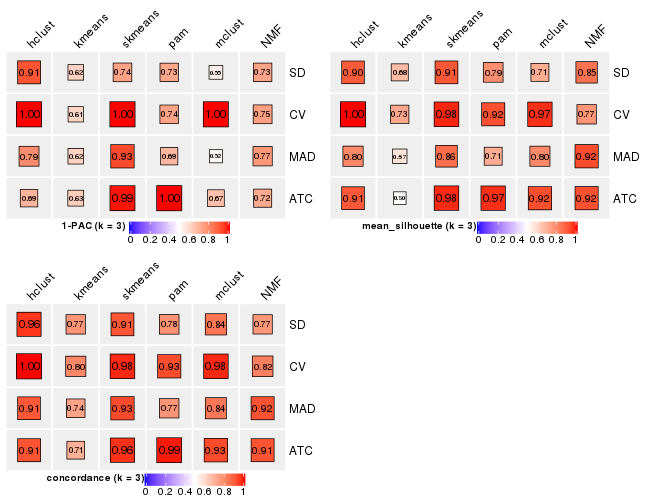 hclust kmeans skmeans pam mclust NMF
0.91 0.62 0.74 0.73 0.55 0.73 SD
1.00 0.61 1.00 0.74 1.00 0.75 CV
0.79 0.62 0.93 0.69 0.52 0.77 MAD
0.69 0.63 0.99 1.00 0.67 0.72 ATC
1-PAC (k = 3)
0 0.2 0.4 0.6 0.8 1
hclust kmeans skmeans pam mclust NMF
0.90 0.68 0.91 0.79 0.71 0.85 SD
1.00 0.73 0.98 0.92 0.97 0.77 CV
0.80 0.57 0.86 0.71 0.80 0.92 MAD
0.91 0.50 0.98 0.97 0.92 0.92 ATC
mean_silhouette (k = 3)
0 0.2 0.4 0.6 0.8 1
hclust kmeans skmeans pam mclust NMF
0.96 0.77 0.91 0.78 0.84 0.77 SD
1.00 0.80 0.98 0.93 0.98 0.82 CV
0.91 0.74 0.93 0.77 0.84 0.92 MAD
0.91 0.71 0.96 0.99 0.93 0.91 ATC
concordance (k = 3)
0 0.2 0.4 0.6 0.8 1